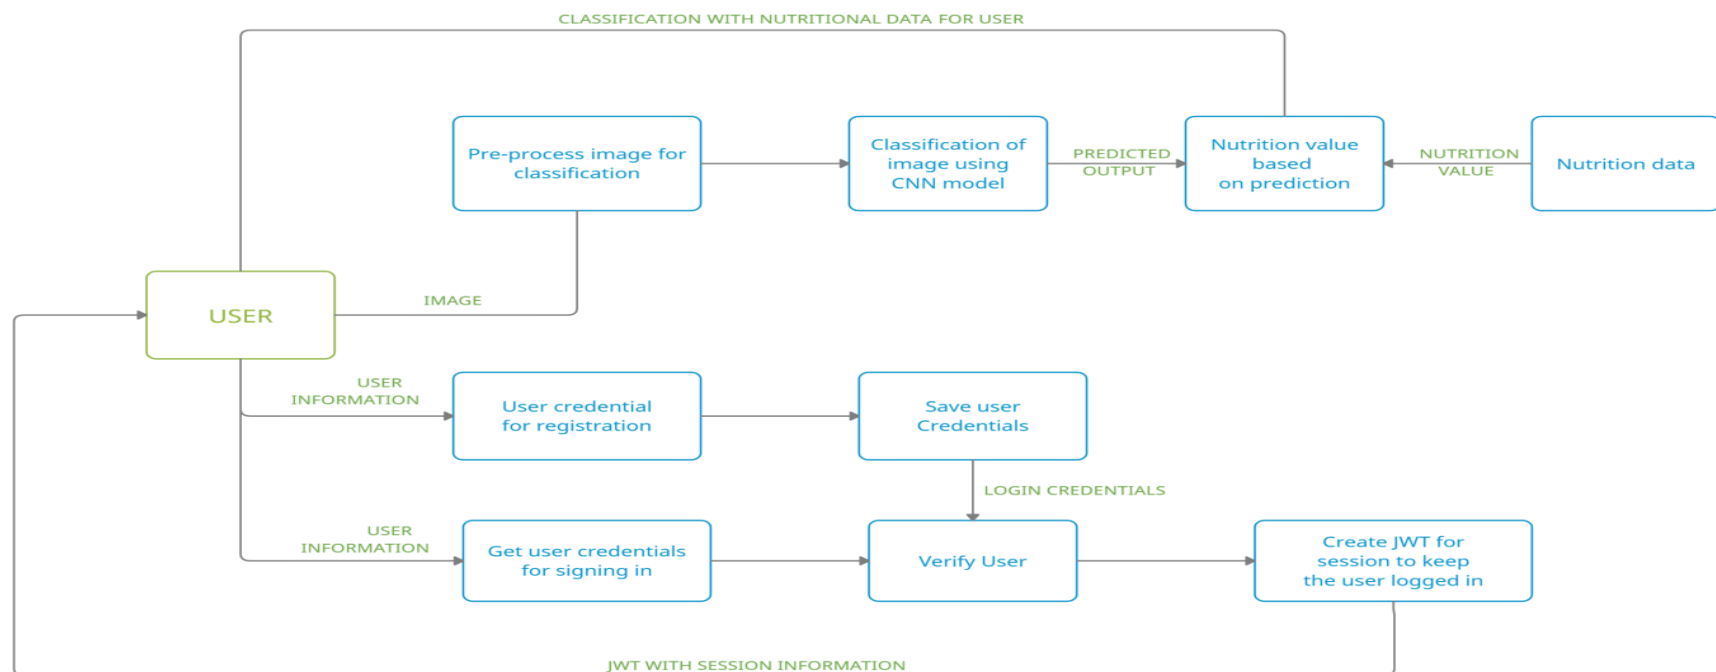 CLASSIFICATION WITH NUTRITIONAL DATA FOR USER
Pre-process image for
classification
Classification of
image using
CNN model
PREDICTED
OUTPUT
Nutrition value
based
on prediction
NUTRITION
VALUE
Nutrition data
USER
IMAGE
USER
INFORMATION
User credential
for registration
Save user
Credentials
LOGIN CREDENTIALS
USER
INFORMATION
Get user credentials
for signing in
Verify User
Create JWT for
session to keep
the user logged in
JWT WITH SESSION INFORMATION